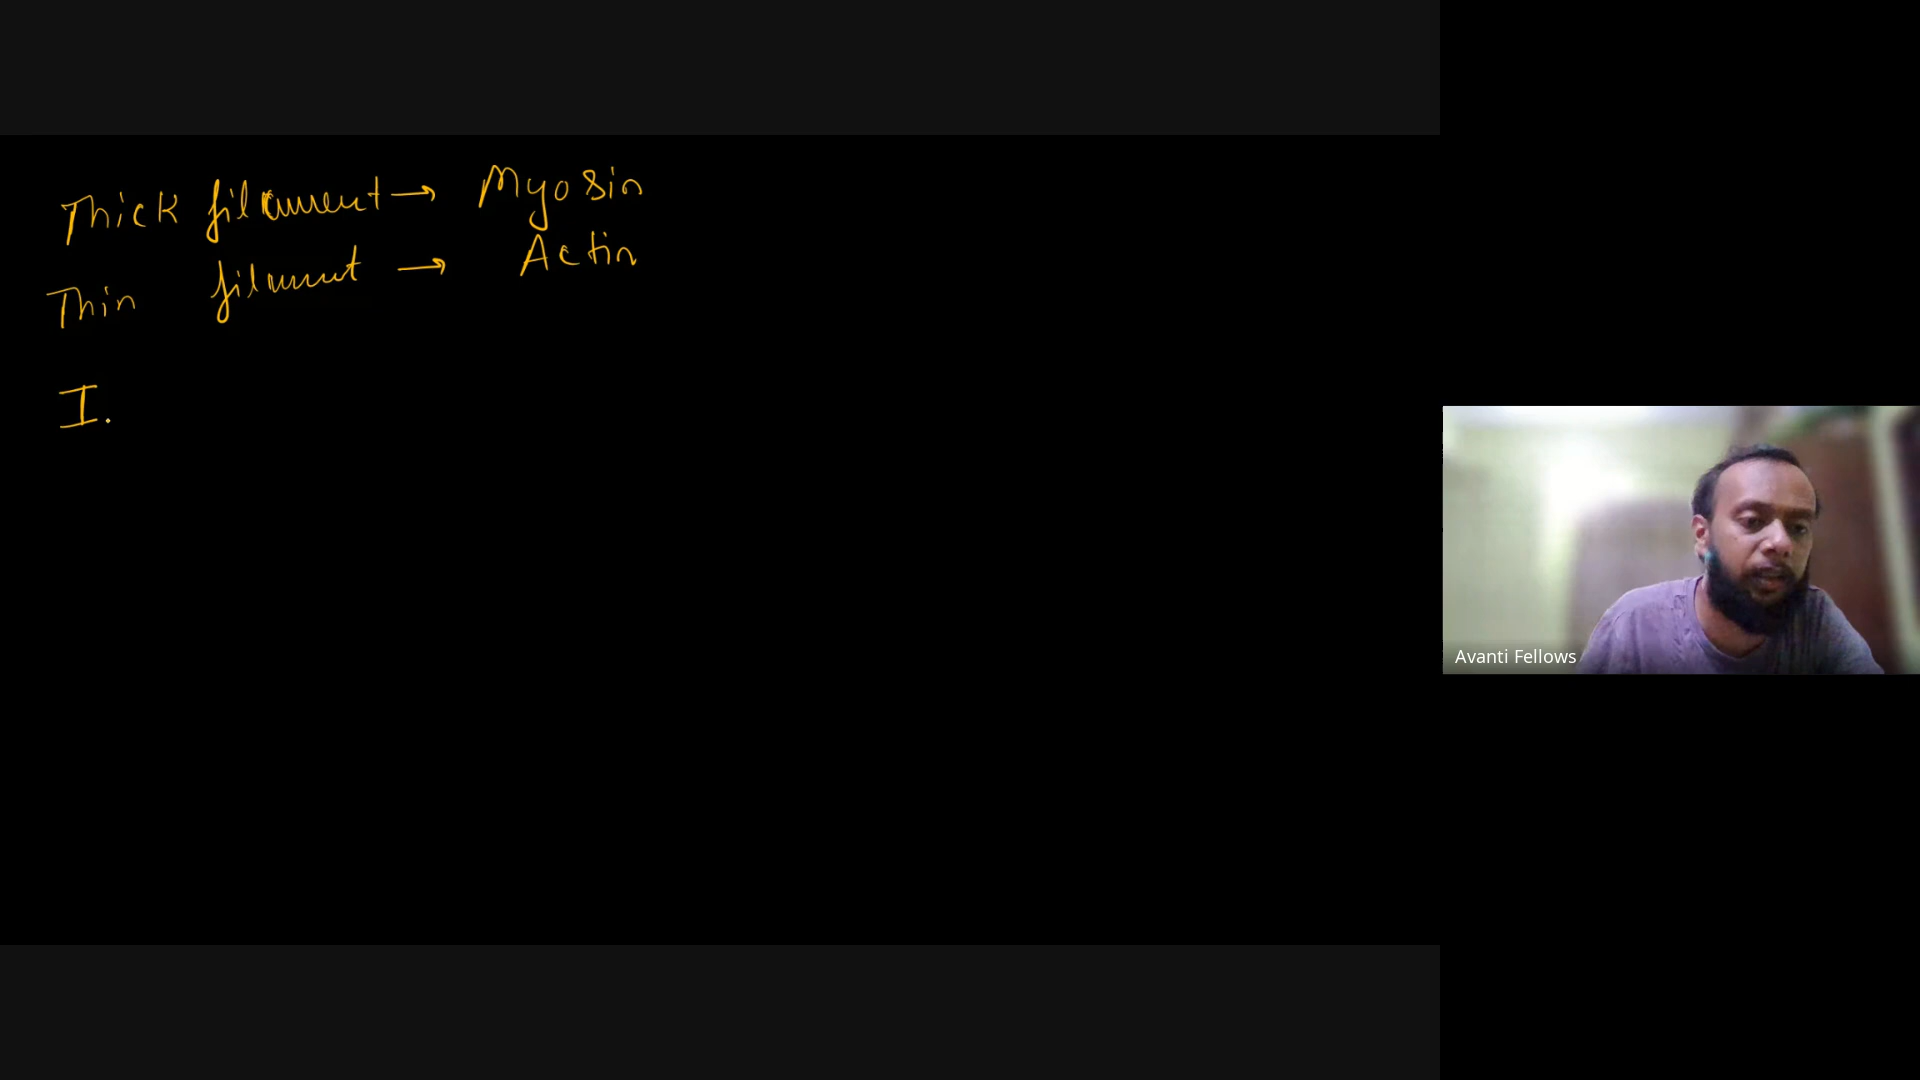 Thick filament → Myosin
Thin filament → Actin
I.
Avanti Fellows